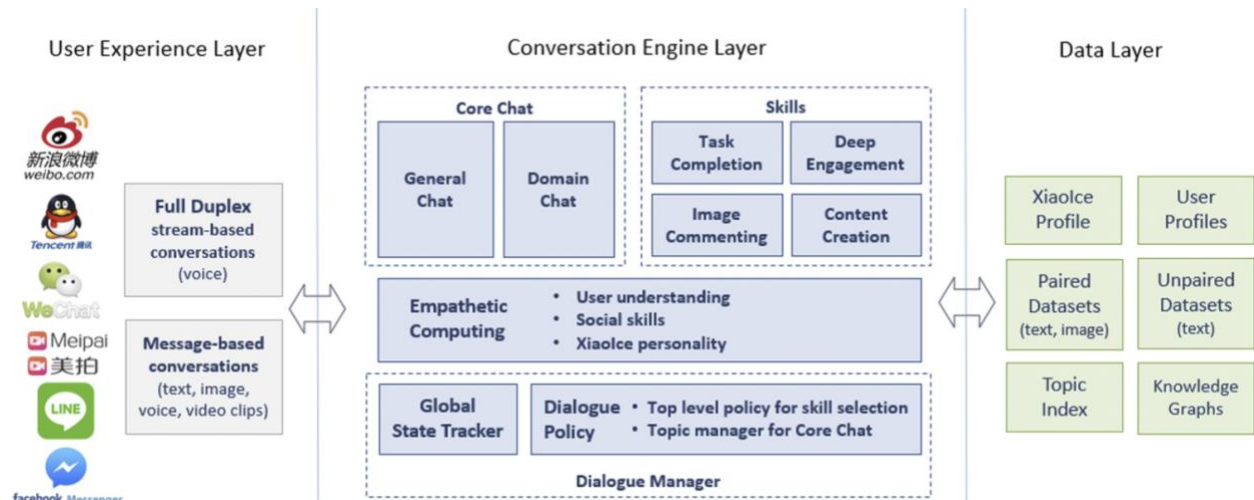 User Experience Layer
新浪微博
weibo.com
Tencent 腾讯
WeChat
Meipai
美拍
LINE
facebook Messenger
Full Duplex
stream-based
conversations
(voice)
Message-based
conversations
(text, image,
voice, video clips)
Conversation Engine Layer
Core Chat
General
Chat
Domain
Chat
Skills
Task
Completion
Deep
Engagement
Image
Commenting
Content
Creation
Empathetic
Computing
• User understanding
• Social skills
• XiaoIce personality
Global
State Tracker
Dialogue
Policy
• Top level policy for skill selection
• Topic manager for Core Chat
Dialogue Manager
Data Layer
XiaoIce
Profile
User
Profiles
Paired
Datasets
(text, image)
Unpaired
Datasets
(text)
Topic
Index
Knowledge
Graphs